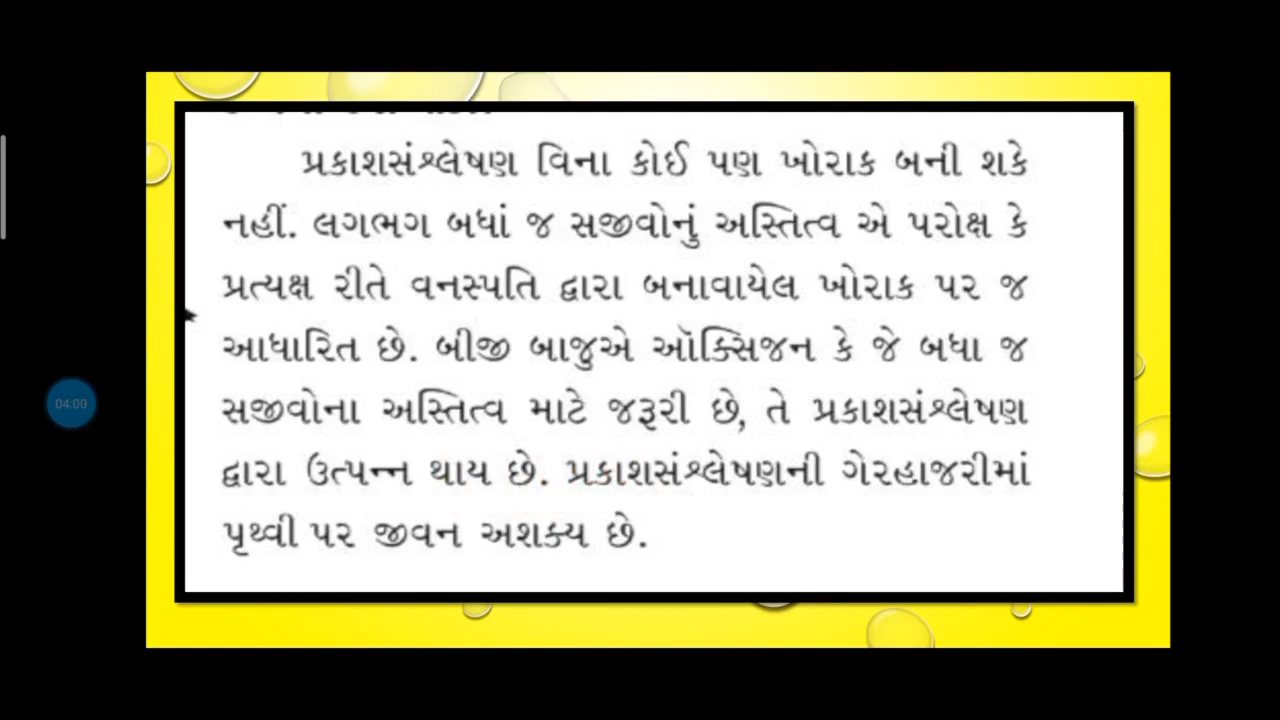 પ્રકાશસંશ્લેષણ વિના કોઈ પણ ખોરાક બની શકે
નહીં. લગભગ બધાં જ સજીવોનું અસ્તિત્વ એ પરોક્ષ કે
પ્રત્યક્ષ રીતે વનસ્પતિ દ્વારા બનાવાયેલ ખોરાક પર જ
આધારિત છે. બીજી બાજુએ ઑક્સિજન કે જે બધા જ
સજીવોના અસ્તિત્વ માટે જરૂરી છે, તે પ્રકાશસંશ્લેષણ
દ્વારા ઉત્પન્ન થાય છે. પ્રકાશસંશ્લેષણની ગેરહાજરીમાં
પૃથ્વી પર જીવન અશક્ય છે.
04:00